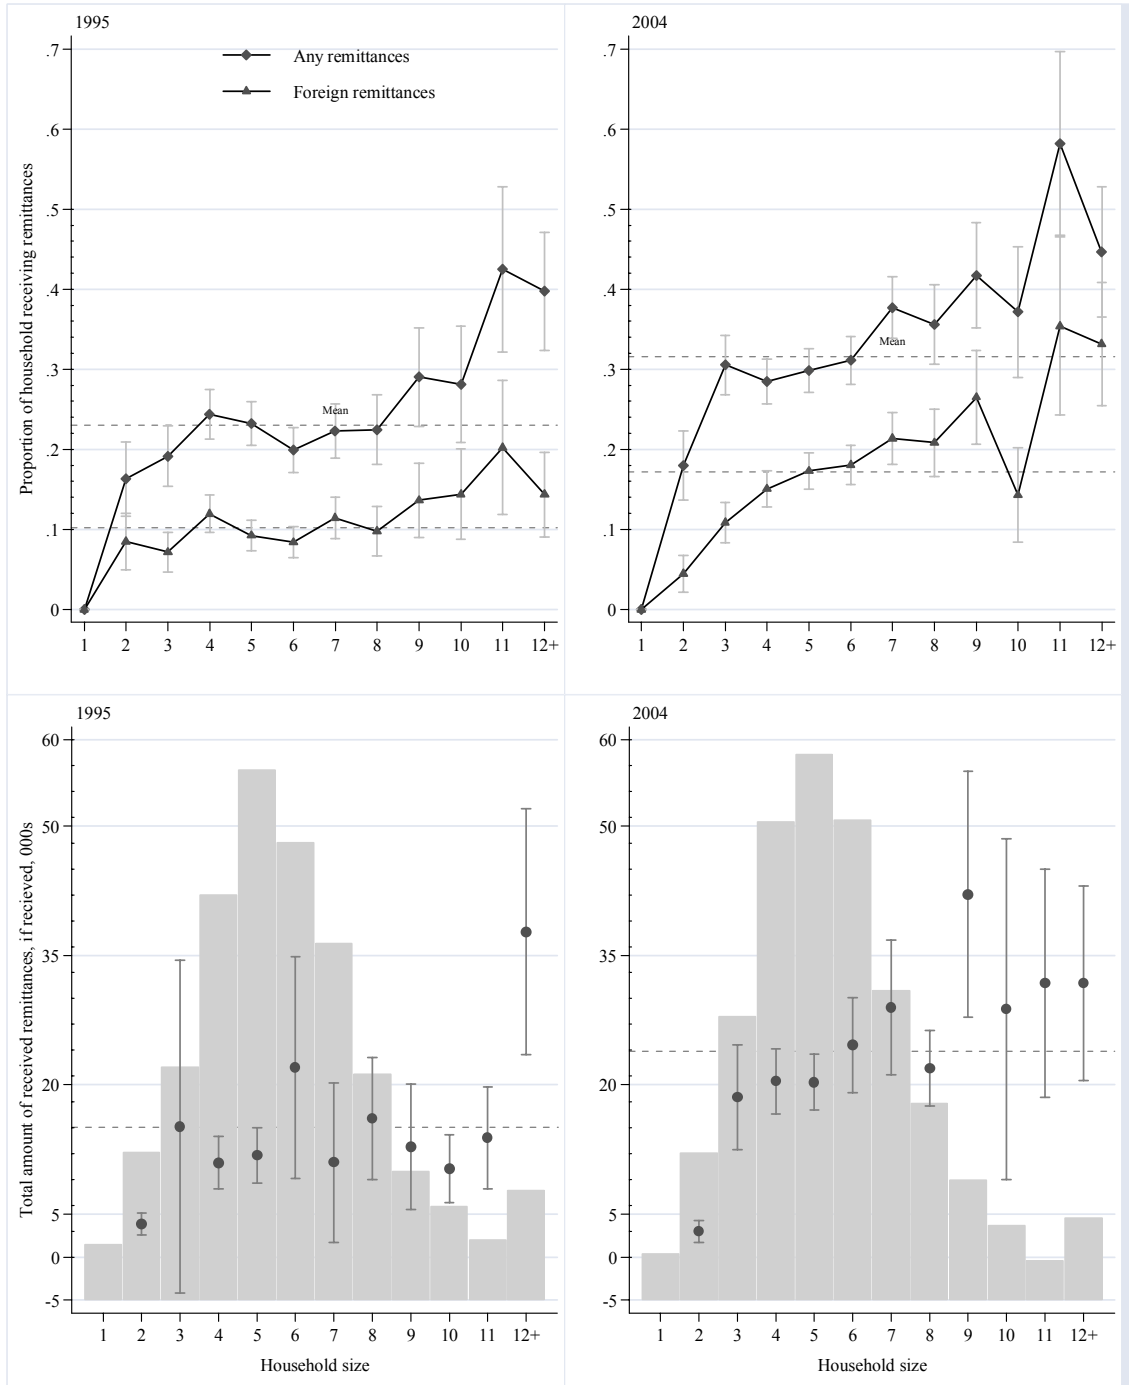 1995
Any remittances
Foreign remittances
Proportion of household receiving remittances
.7
.6
.5
.4
.3
.2
.1
0
Mean
1 2 3 4 5 6 7 8 9 10 11 12+
2004
.7
.6
.5
.4
.3
.2
.1
0
Mean
1 2 3 4 5 6 7 8 9 10 11 12+
1995
Total amount of received remittances, if recieved, 000s
60
50
35
20
5
0
-5
1 2 3 4 5 6 7 8 9 10 11 12+
Household size
2004
60
50
35
20
5
0
-5
1 2 3 4 5 6 7 8 9 10 11 12+
Household size